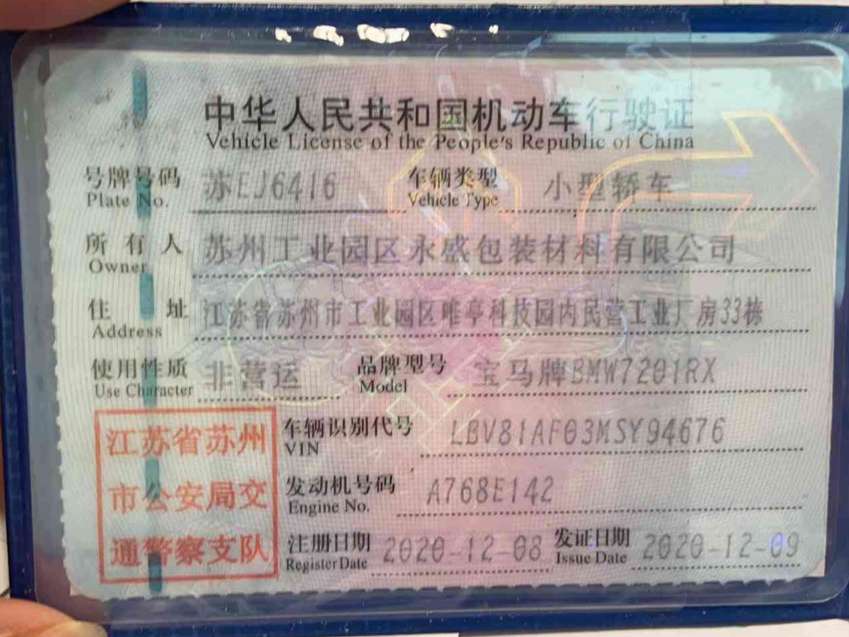 中华人民共和国机动车行驶证
Vehicle License of the People's Republic of China
号牌号码 苏EJ6416 车辆类型 小型轿车
Plate No. Vehicle Type
所有人 苏州工业园区永盛包装材料有限公司
Owner
住址 江苏省苏州市工业园区唯亭科技园内民营工业厂房33栋
Address
使用性质 非营运 品牌型号 宝马牌BMW7201RX
Use Character Model
江苏省苏州
市公安局交
通警察支队
车辆识别代号 LBV81AF03MSY94676
VIN
发动机号码 A768E142
Engine No.
注册日期 2020-12-08 发证日期 2020-12-09
Register Date Issue Date